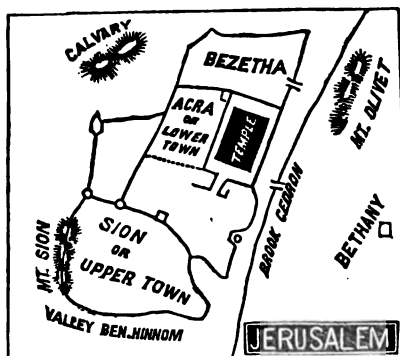 CALVARY
BEZETHA
MT. OLIVET
ACRA
OR
LOWER
TOWN
TEMPLE
BROOK CEDRON
BETHANY
MT. SION
SION
OR
UPPER TOWN
VALLEY BEN.HINNOM
JERUSALEM